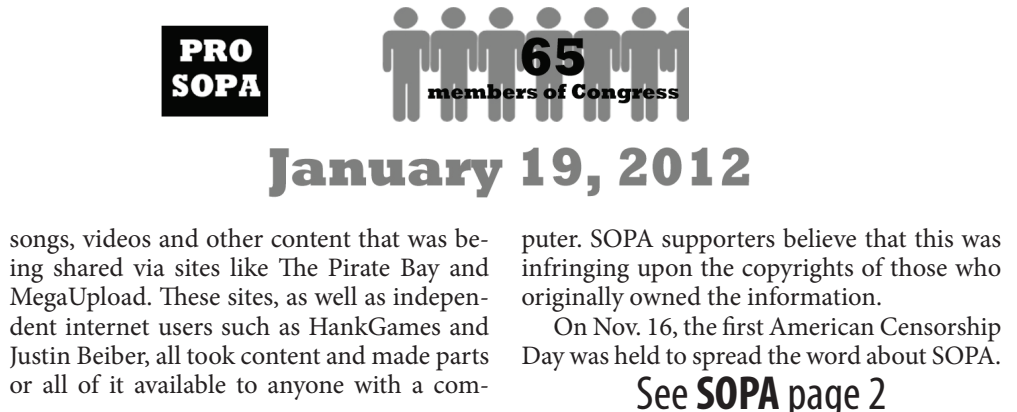 PRO
SOPA
65
members of Congress
January 19, 2012
songs, videos and other content that was be-
ing shared via sites like The Pirate Bay and
MegaUpload. These sites, as well as indepen-
dent internet users such as HankGames and
Justin Beiber, all took content and made parts
or all of it available to anyone with a com-
puter. SOPA supporters believe that this was
infringing upon the copyrights of those who
originally owned the information.
On Nov. 16, the first American Censorship
Day was held to spread the word about SOPA.
See SOPA page 2